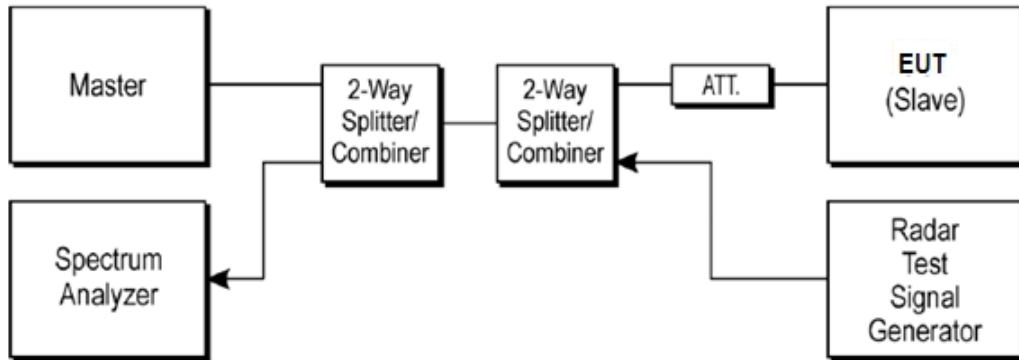 Master
2-Way
Splitter/
Combiner
2-Way
Splitter/
Combiner
ATT.
EUT
(Slave)
Spectrum
Analyzer
Radar
Test
Signal
Generator